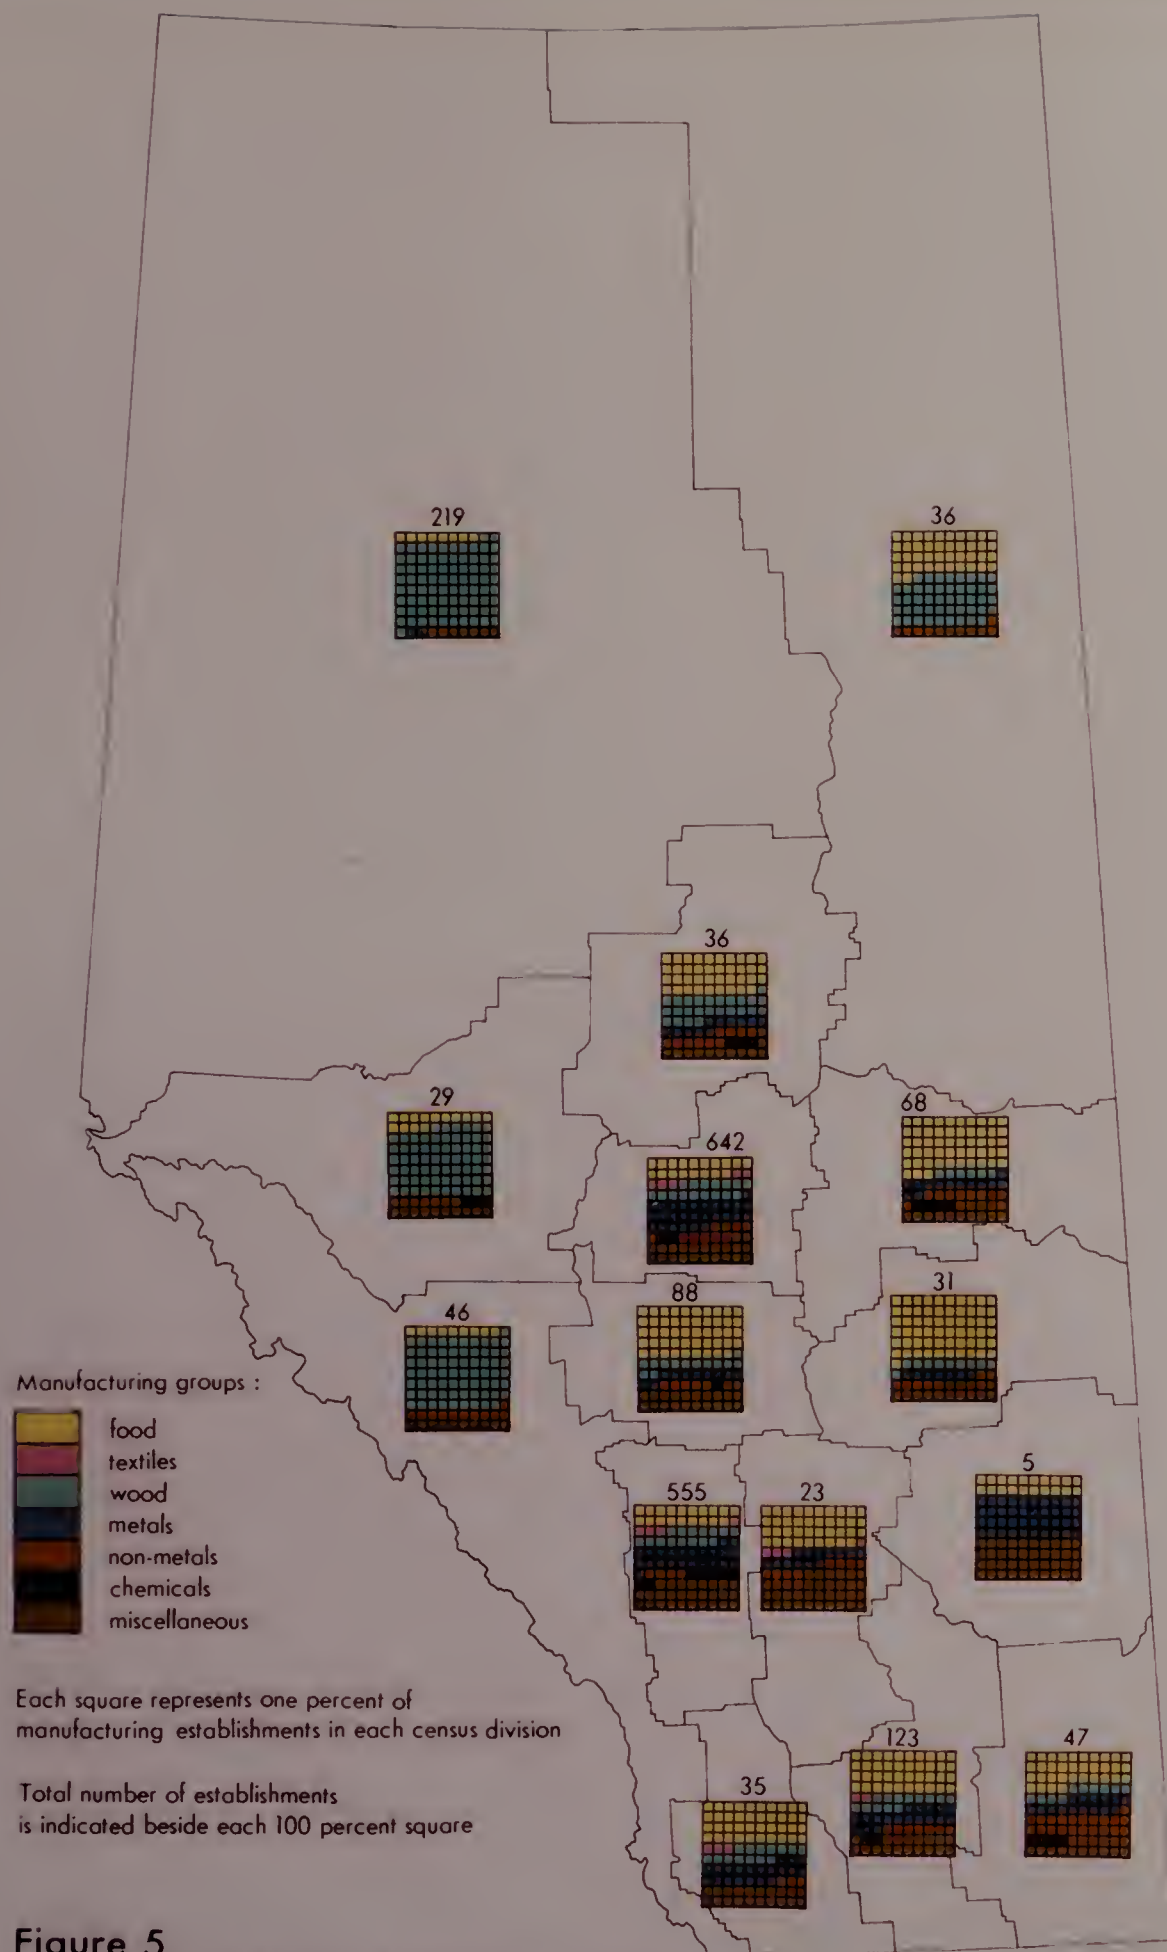 219
36
36
29
68
642
88
31
46
Manufacturing groups :
food
textiles
wood
metals
non-metals
chemicals
miscellaneous
555
23
5
Each square represents one percent of
manufacturing establishments in each census division
Total number of establishments
is indicated beside each 100 percent square
123
47
35
Figure 5